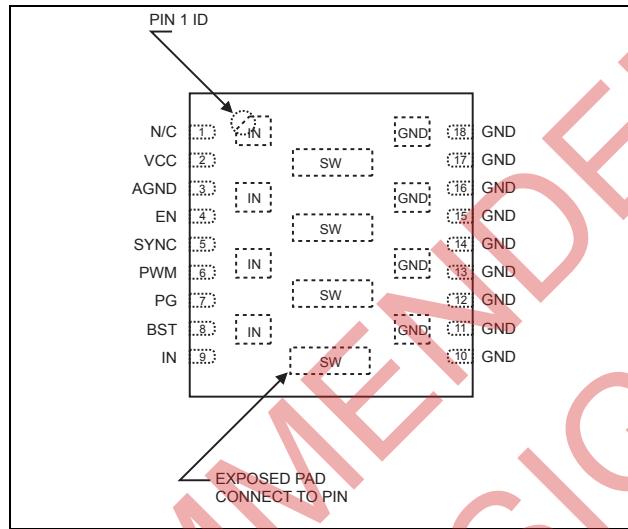 PIN 1 ID
N/C 1 IN GND 18 GND
VCC 2 SW 17 GND
AGND 3 IN GND 16 GND
EN 4 SW 15 GND
SYNC 5 14 GND
PWM 6 IN GND 13 GND
PG 7 SW 12 GND
BST 8 IN GND 11 GND
IN 9 SW 10 GND
EXPOSED PAD
CONNECT TO PIN